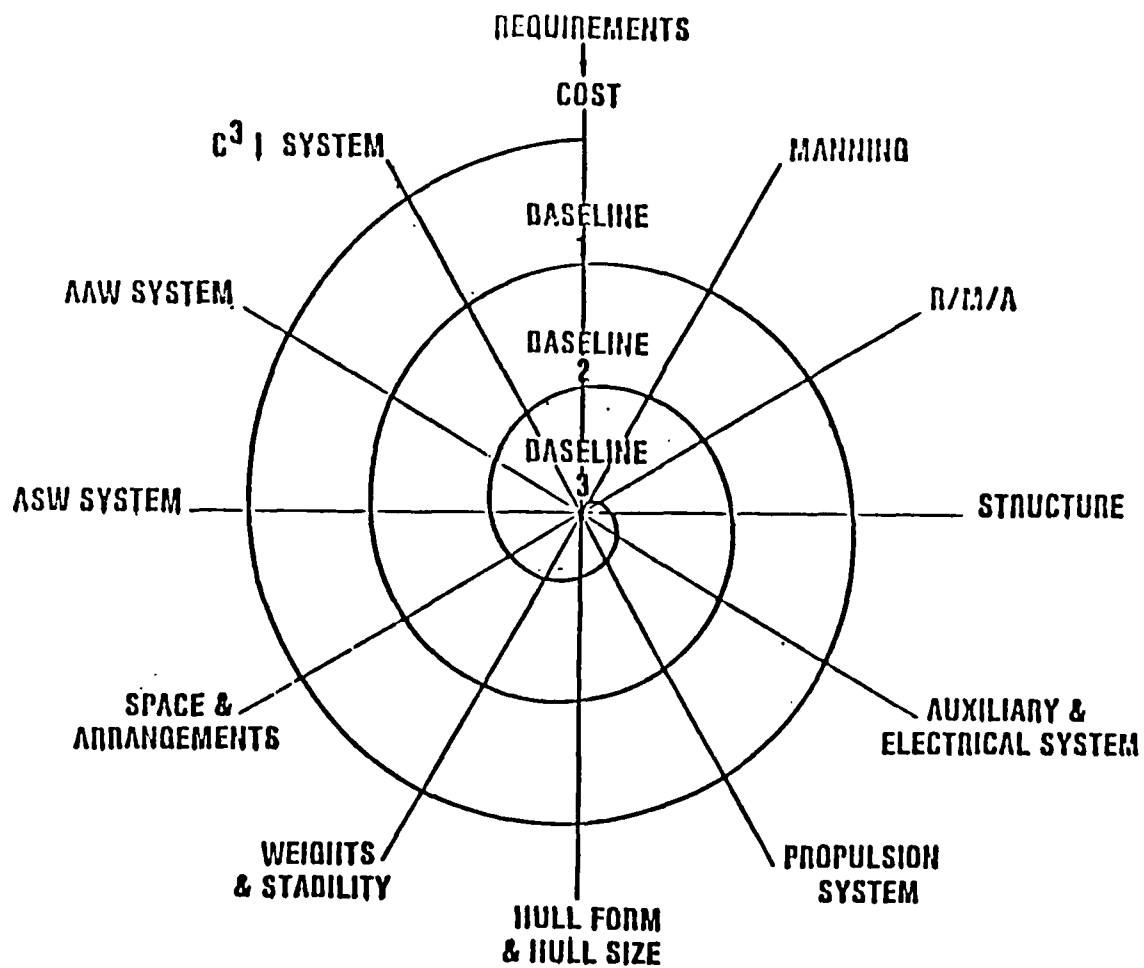 REQUIREMENTS
COST
C3 I SYSTEM
MANNING
BASELINE
1
AAW SYSTEM
R/M/A
BASELINE
2
BASELINE
3
ASW SYSTEM
STRUCTURE
SPACE &
ARRANGEMENTS
AUXILIARY &
ELECTRICAL SYSTEM
WEIGHTS
& STABILITY
PROPULSION
SYSTEM
HULL FORM
& HULL SIZE